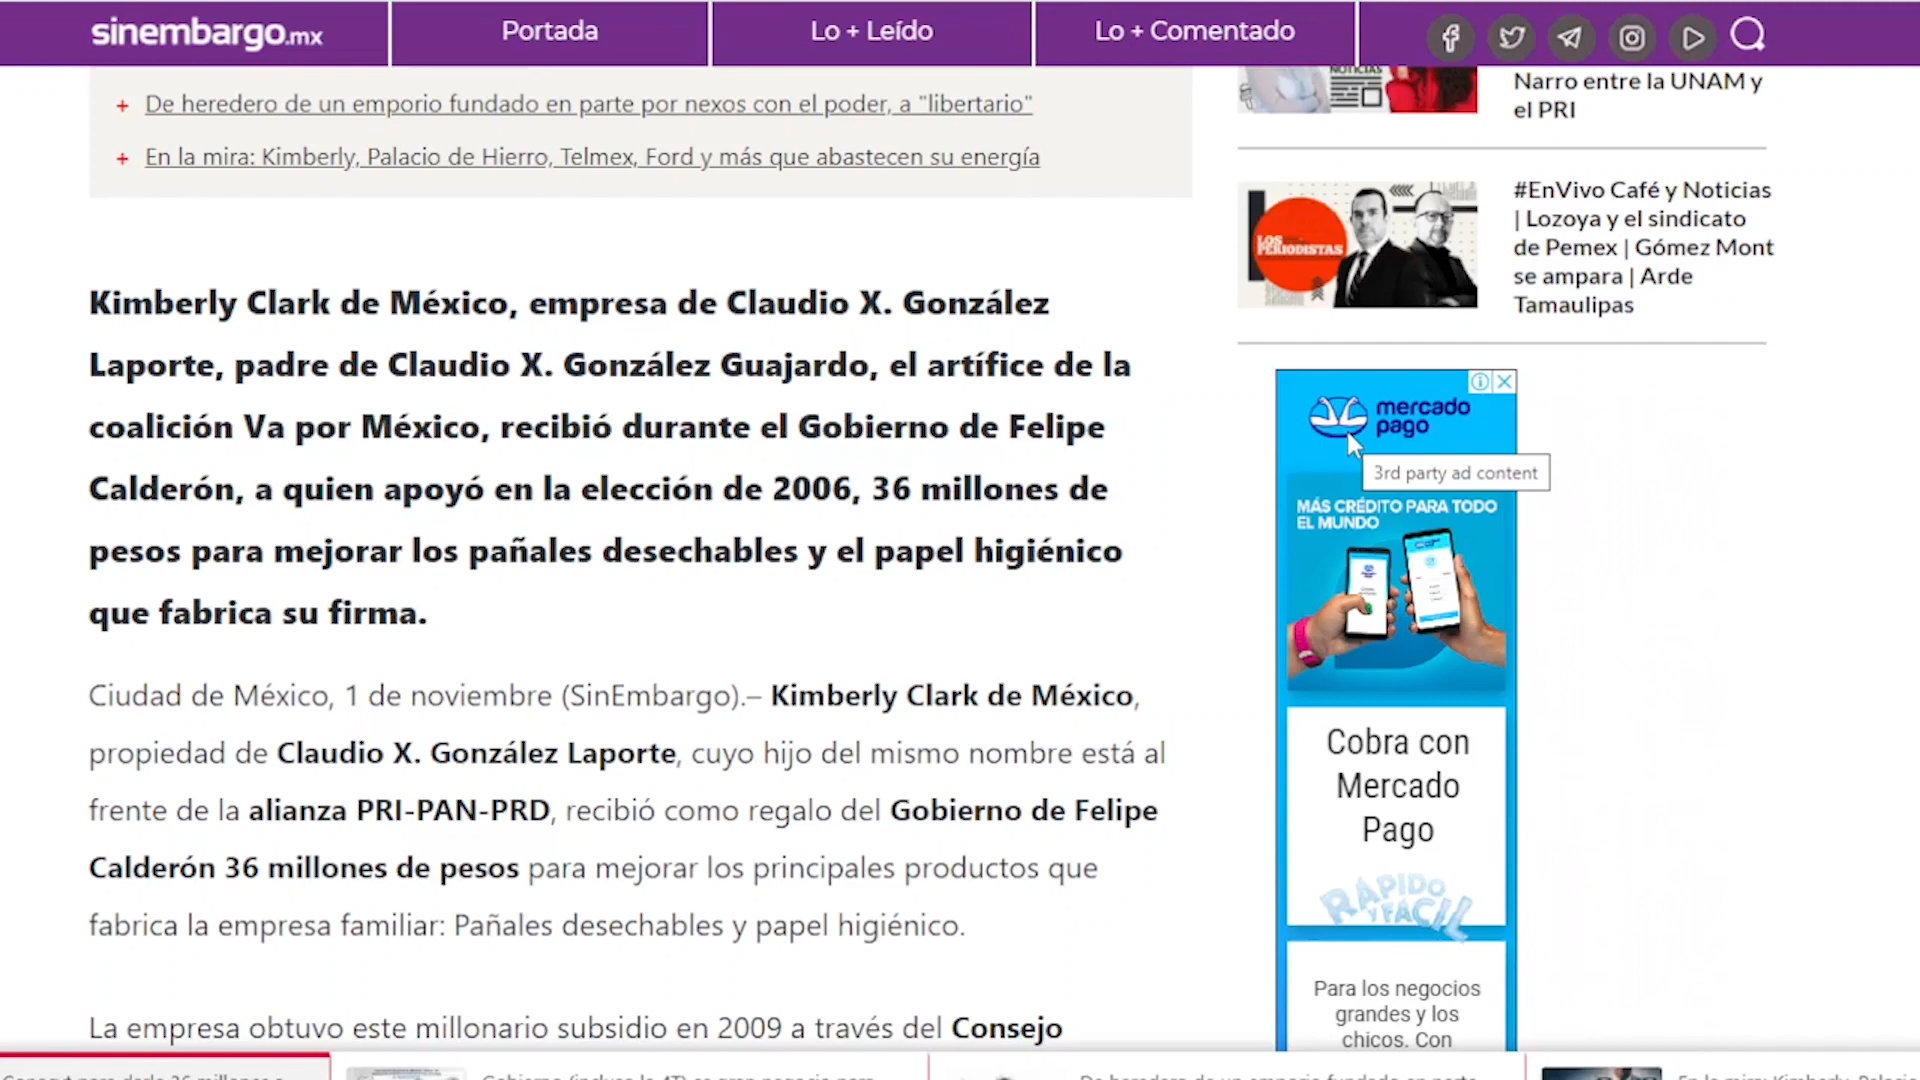 sinembargo.mx
Portada
Lo + Leído
Lo + Comentado
+ De heredero de un emporio fundado en parte por nexos con el poder, a "libertario"
+ En la mira: Kimberly, Palacio de Hierro, Telmex, Ford y más que abastecen su energía
Kimberly Clark de México, empresa de Claudio X. González
Laporte, padre de Claudio X. González Guajardo, el artífice de la
coalición Va por México, recibió durante el Gobierno de Felipe
Calderón, a quien apoyó en la elección de 2006, 36 millones de
pesos para mejorar los pañales desechables y el papel higiénico
que fabrica su firma.
Ciudad de México, 1 de noviembre (SinEmbargo).– Kimberly Clark de México,
propiedad de Claudio X. González Laporte, cuyo hijo del mismo nombre está al
frente de la alianza PRI-PAN-PRD, recibió como regalo del Gobierno de Felipe
Calderón 36 millones de pesos para mejorar los principales productos que
fabrica la empresa familiar: Pañales desechables y papel higiénico.
La empresa obtuvo este millonario subsidio en 2009 a través del Consejo
NOTICIAS
Narro entre la UNAM y
el PRI
LOS
PERIODISTAS
#EnVivo Café y Noticias
| Lozoya y el sindicato
de Pemex | Gómez Mont
se ampara | Arde
Tamaulipas
mercado
pago
3rd party ad content
MÁS CRÉDITO PARA TODO
EL MUNDO
Cobra con
Mercado
Pago
RÁPIDO
Y FÁCIL
Para los negocios
grandes y los
chicos. Con